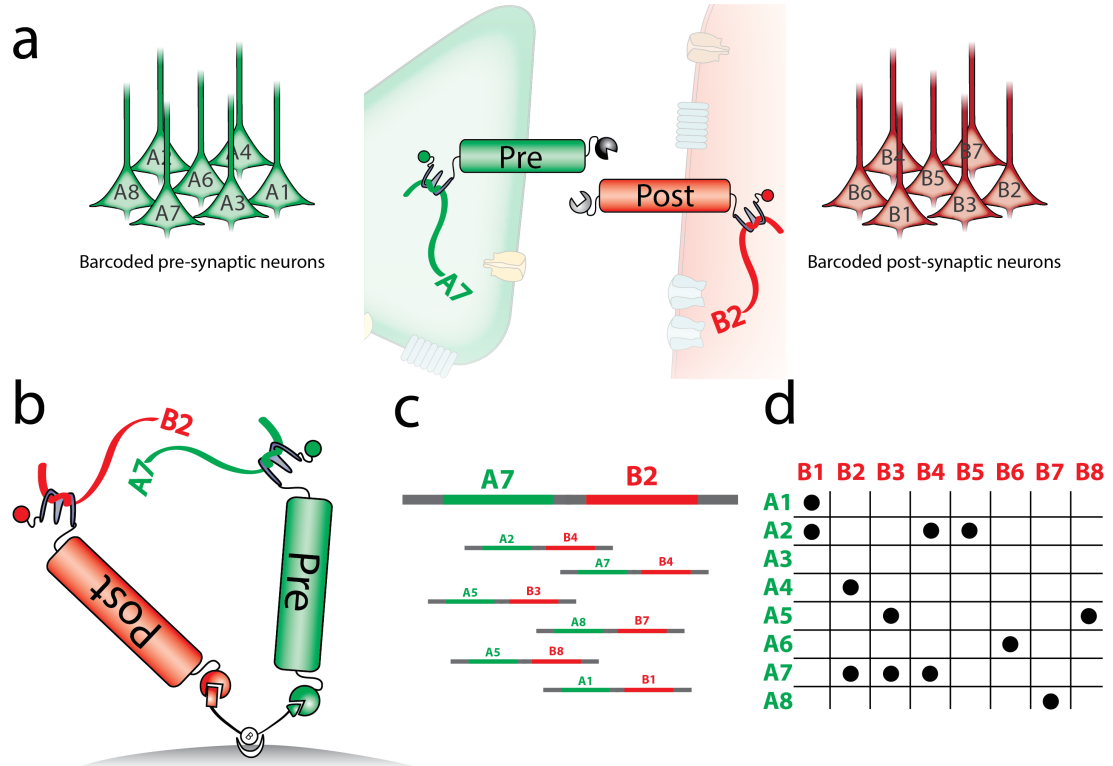 a
A2
A4
A8
A6
A1
A7
A3
Barcoded pre-synaptic neurons
Pre
Post
A7
B2
B4
B7
B6
B5
B2
B1
B3
Barcoded post-synaptic neurons
b
B2
A7
Post
Pre
B
c
A7 B2
A2 B4
A7 B4
A5 B3
A8 B7
A5 B8
A1 B1
d
B1 B2 B3 B4 B5 B6 B7 B8
A1
A2
A3
A4
A5
A6
A7
A8